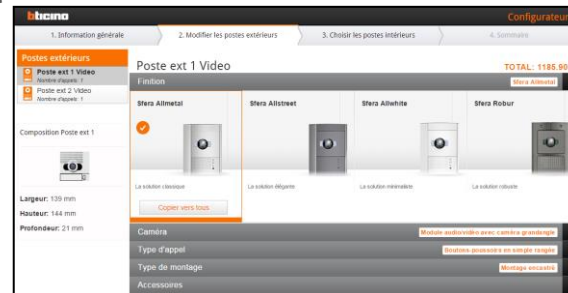 bticino
Configurateur
1. Information générale
2. Modifier les postes extérieurs
3. Choisir les postes intérieurs
4. Sommaire
Postes extérieurs
Poste ext 1 Video
Nombre d'appels: 1
Poste ext 2 Video
Nombre d'appels: 1
Composition Poste ext 1
Largeur: 139 mm
Hauteur: 144 mm
Profondeur: 21 mm
Poste ext 1 Video
TOTAL: 1185.90
Finition
Sfera Allmetal
Sfera Allmetal
Sfera Allstreet
Sfera Allwhite
Sfera Robur
La solution classique
La solution élégante
La solution minimaliste
La solution robuste
Copier vers tous
Caméra
Module audio/vidéo avec caméra grandangle
Type d'appel
Boutons-poussoirs en simple rangée
Type de montage
Montage encastré
Accessoires